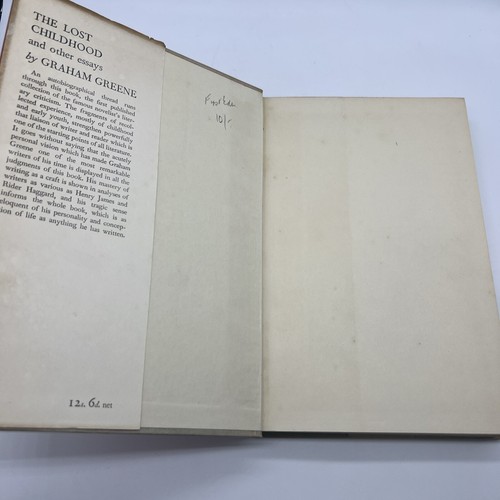 THE LOST
CHILDHOOD
and other essays
by GRAHAM GREENE
An autobiographical thread runs
through this book, the first published
collection of the famous novelist's liter-
ary criticism. The fragments of recol-
lected experience, mostly of childhood
and early youth, strengthen powerfully
that liaison of writer and reader which is
one of the starting points of all literature.
It goes without saying that the acutely
personal vision which has made Graham
Greene one of the most remarkable
writers of his time is displayed in all the
judgments of this book. His mastery of
writing as a craft is shown in analyses of
writers as various as Henry James and
Rider Haggard, and his tragic sense
informs the whole book, which is as
eloquent of his personality and concep-
tion of life as anything he has written.
12s. 6d. net
10/-